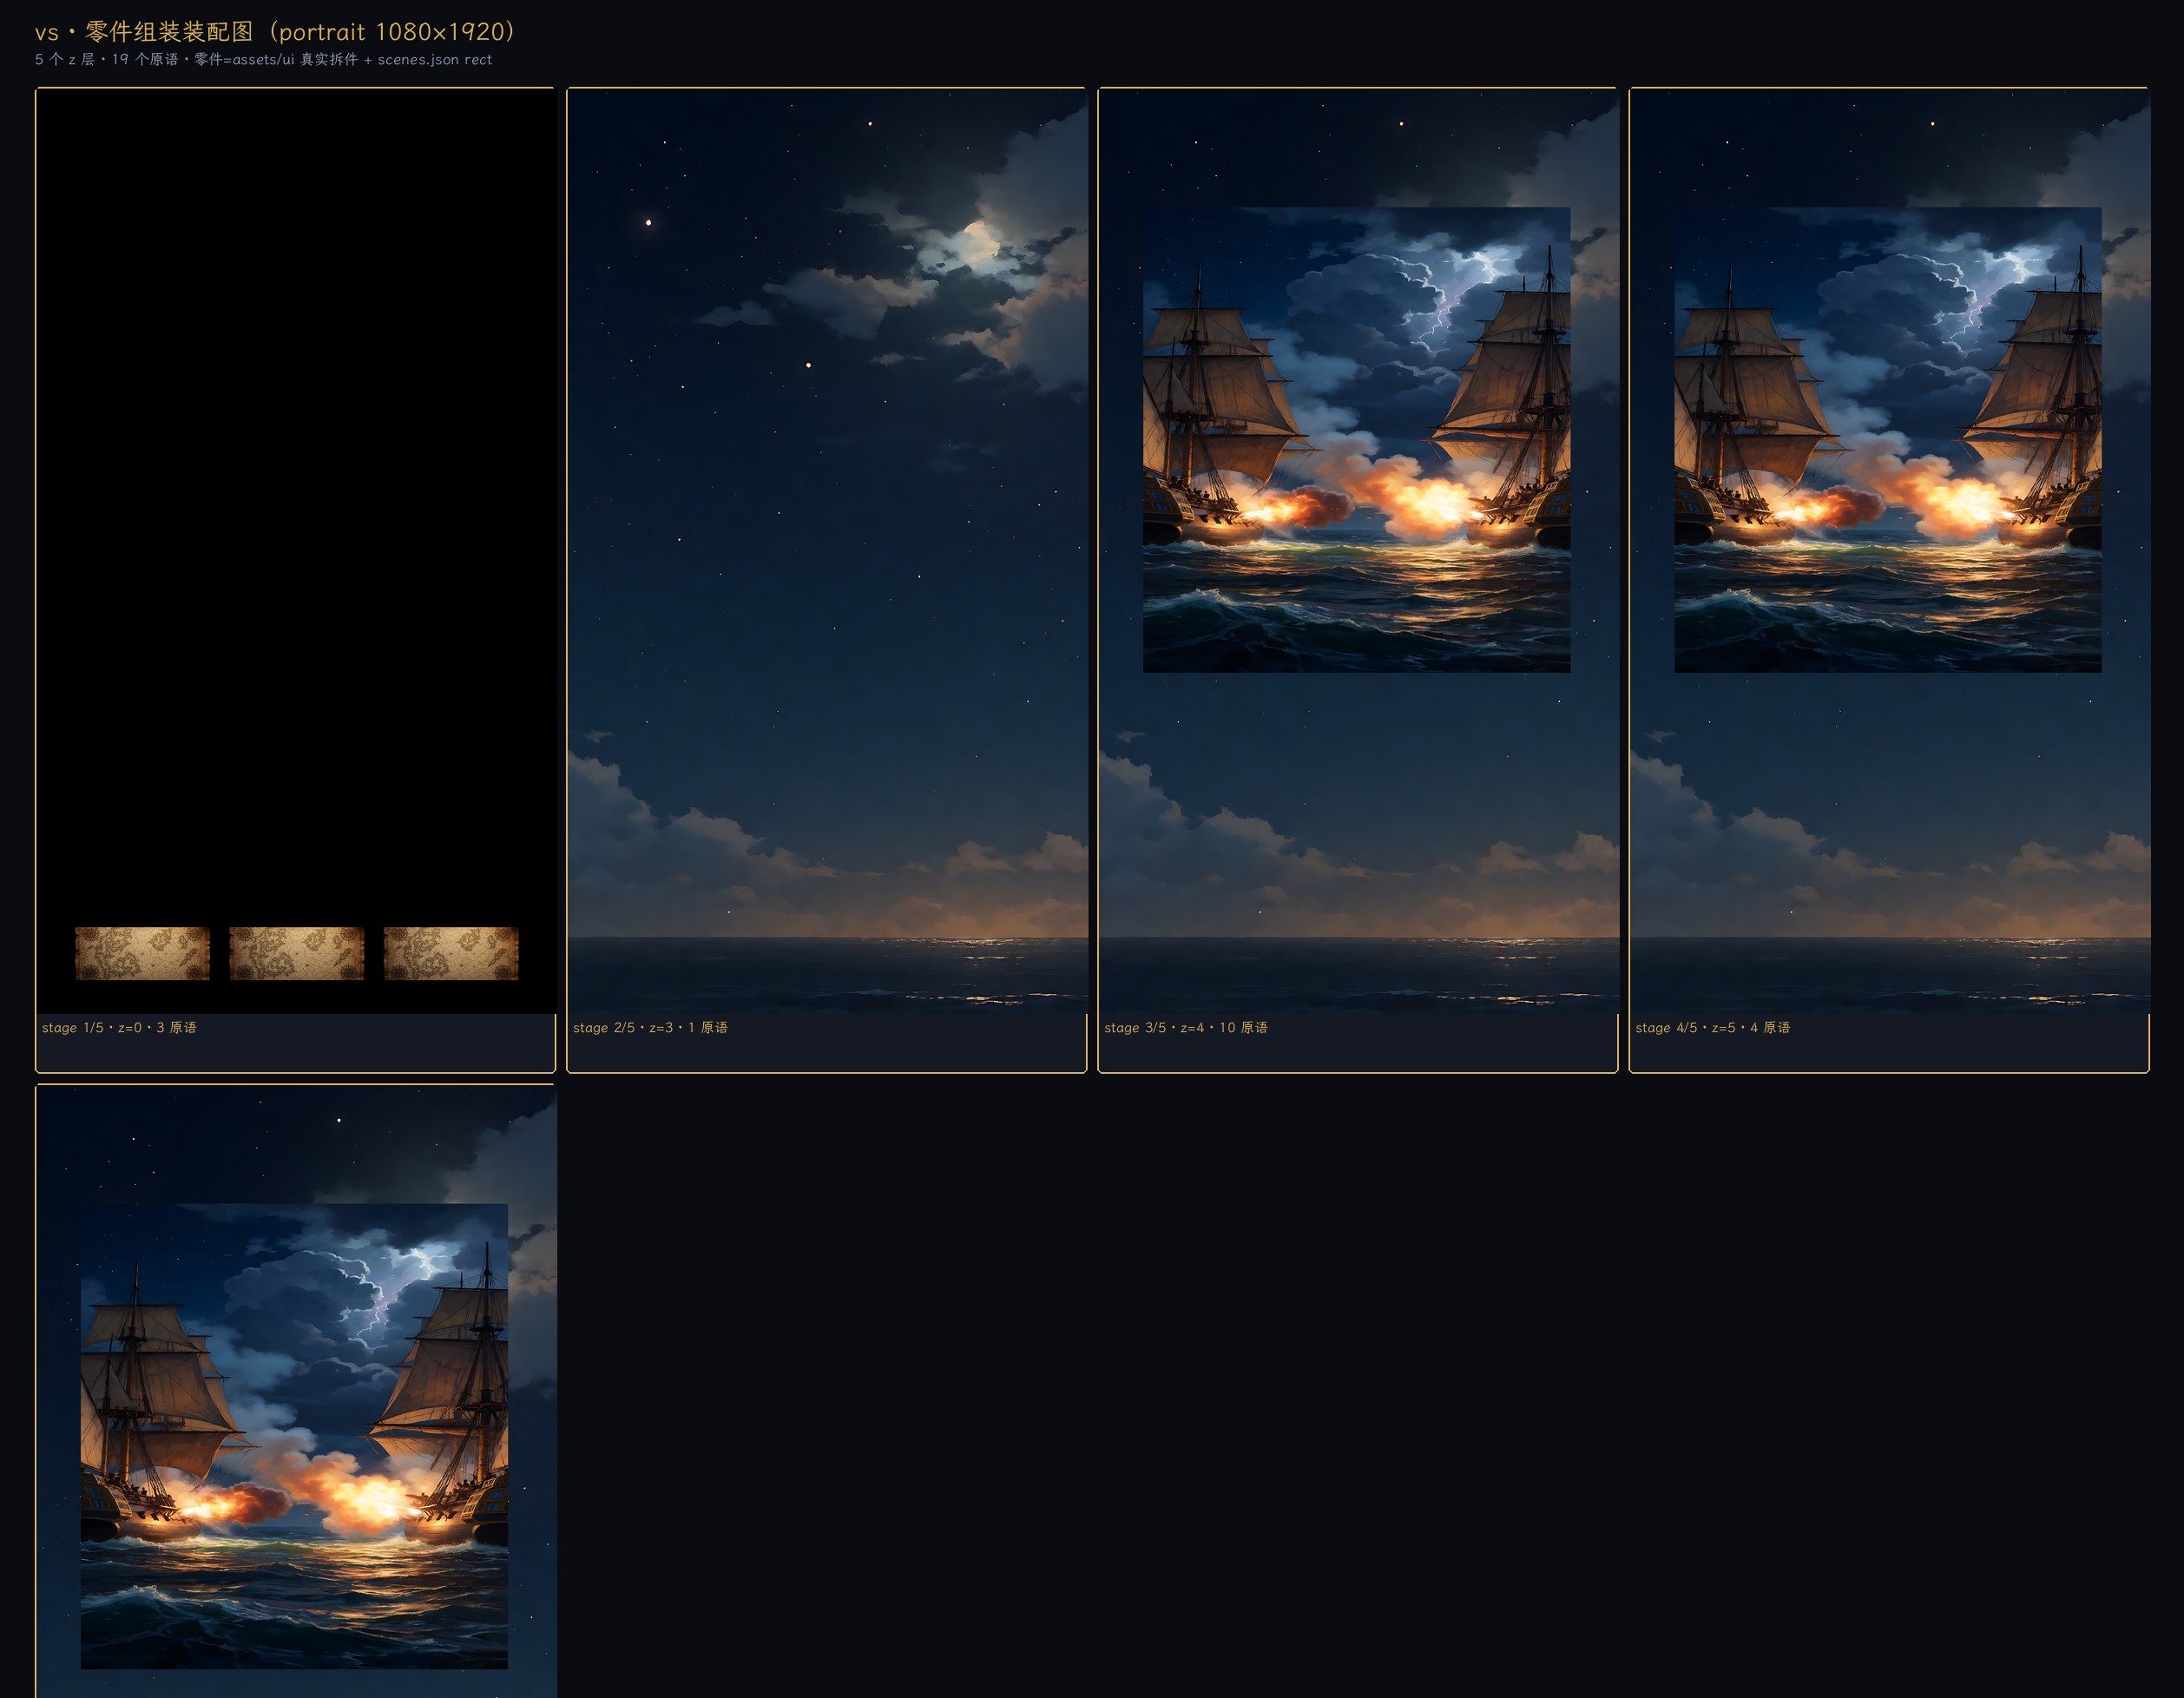 vs・零件组装装配图（portrait 1080×1920）
5 个 z 层・19 个原语・零件=assets/ui 真实拆件 + scenes.json rect
stage 1/5・z=0・3 原语
stage 2/5・z=3・1 原语
stage 3/5・z=4・10 原语
stage 4/5・z=5・4 原语